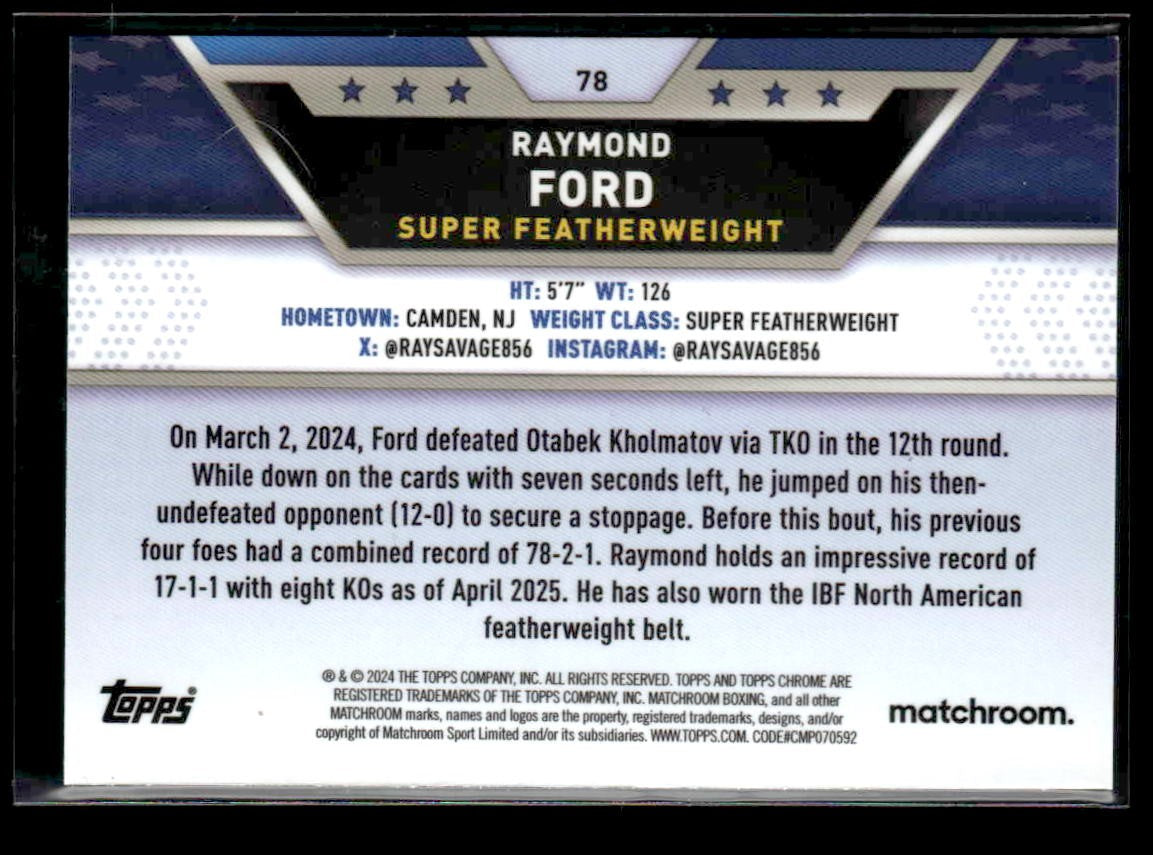 78
RAYMOND
FORD
SUPER FEATHERWEIGHT
HT: 5'7" WT: 126
HOMETOWN: CAMDEN, NJ WEIGHT CLASS: SUPER FEATHERWEIGHT
X: @RAYSAVAGE856 INSTAGRAM: @RAYSAVAGE856
On March 2, 2024, Ford defeated Otabek Kholmatov via TKO in the 12th round.
While down on the cards with seven seconds left, he jumped on his then-
undefeated opponent (12-0) to secure a stoppage. Before this bout, his previous
four foes had a combined record of 78-2-1. Raymond holds an impressive record of
17-1-1 with eight KOs as of April 2025. He has also worn the IBF North American
featherweight belt.
topps®
® & © 2024 THE TOPPS COMPANY, INC. ALL RIGHTS RESERVED. TOPPS AND TOPPS CHROME ARE
REGISTERED TRADEMARKS OF THE TOPPS COMPANY, INC. MATCHROOM BOXING, and all other
MATCHROOM marks, names and logos are the property, registered trademarks, designs, and/or
copyright of Matchroom Sport Limited and/or its subsidiaries. WWW.TOPPS.COM. CODE#CMP070592
matchroom.